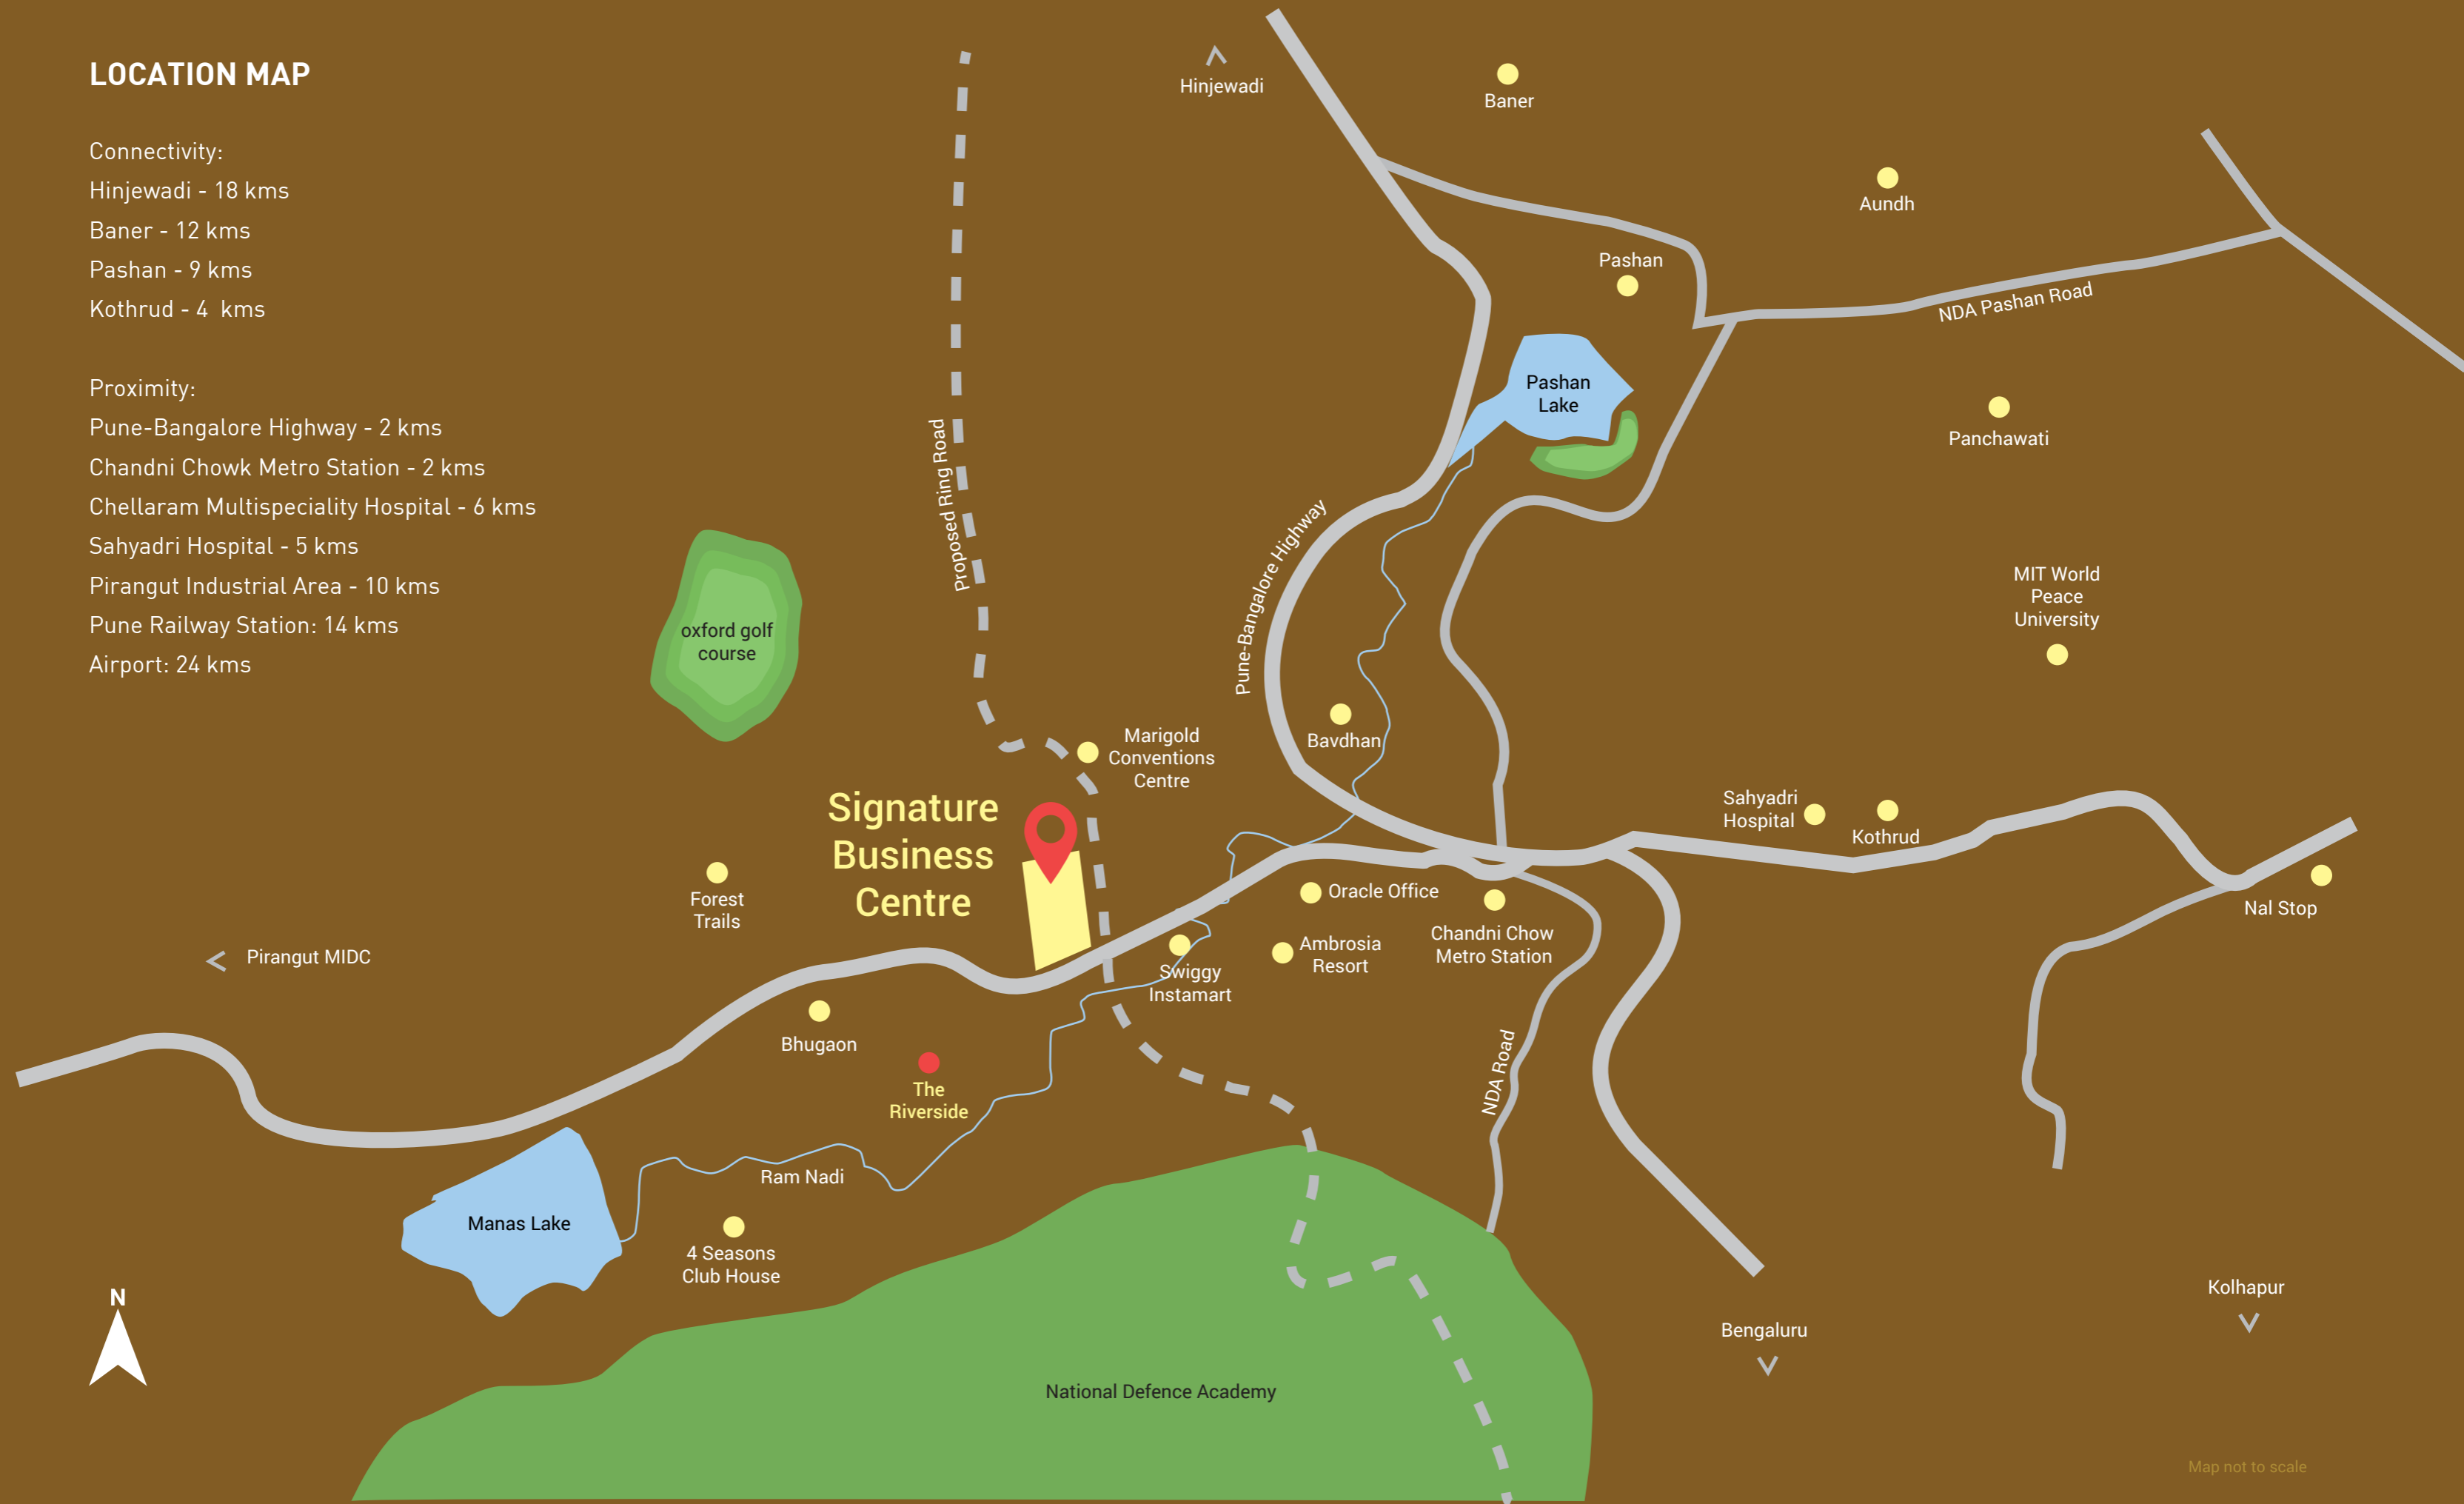 LOCATION MAP
Connectivity:
Hinjewadi - 18 kms
Baner - 12 kms
Pashan - 9 kms
Kothrud - 4  kms
Proximity:
Pune-Bangalore Highway - 2 kms
Chandni Chowk Metro Station - 2 kms
Chellaram Multispeciality Hospital - 6 kms
Sahyadri Hospital - 5 kms
Pirangut Industrial Area - 10 kms
Pune Railway Station: 14 kms
Airport: 24 kms
Hinjewadi
Baner
Aundh
Pashan
NDA Pashan Road
Pashan
Lake
Panchawati
Proposed Ring Road
Pune-Bangalore Highway
MIT World
Peace
University
oxford golf
course
Bavdhan
Marigold
Conventions
Centre
Signature
Business
Centre
Sahyadri
Hospital
Kothrud
Forest
Trails
Oracle Office
Nal Stop
Chandni Chow
Metro Station
Ambrosia
Resort
Pirangut MIDC
Swiggy
Instamart
Bhugaon
The
Riverside
NDA Road
Ram Nadi
Manas Lake
4 Seasons
Club House
N
Kolhapur
Bengaluru
National Defence Academy
Map not to scale